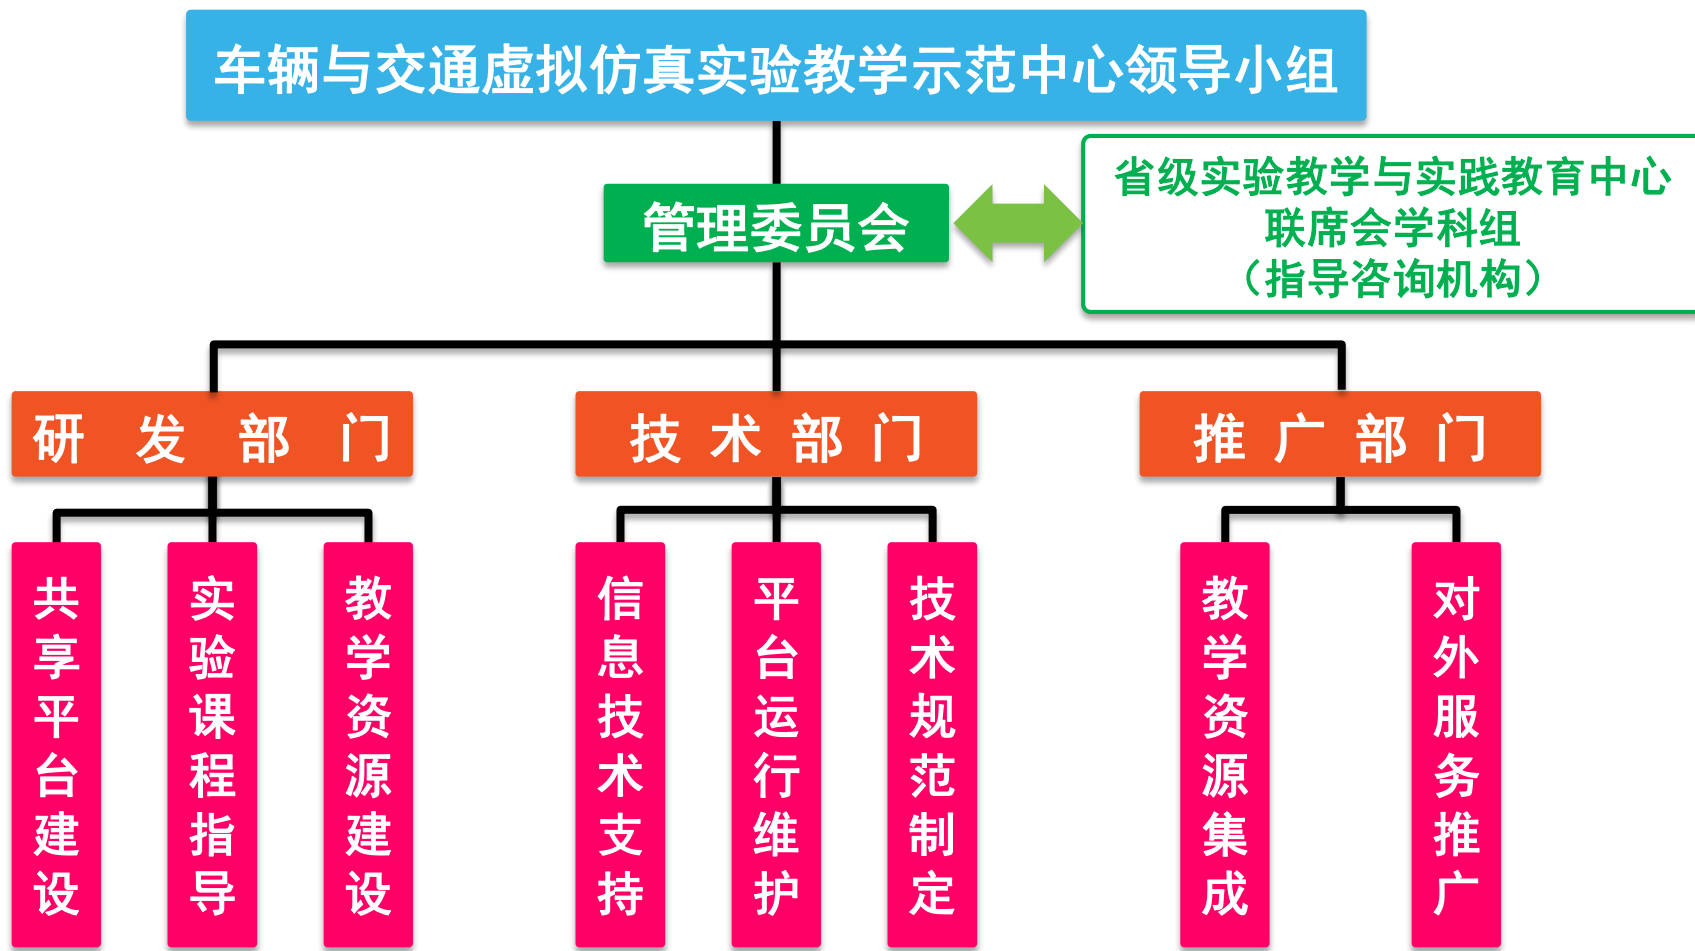 车辆与交通虚拟仿真实验教学示范中心领导小组
管理委员会
省级实验教学与实践教育中心
联席会学科组
（指导咨询机构）
研发部门
技术部门
推广部门
共享平台建设
实验课程指导
教学资源建设
信息技术支持
平台运行维护
技术规范制定
教学资源集成
对外服务推广